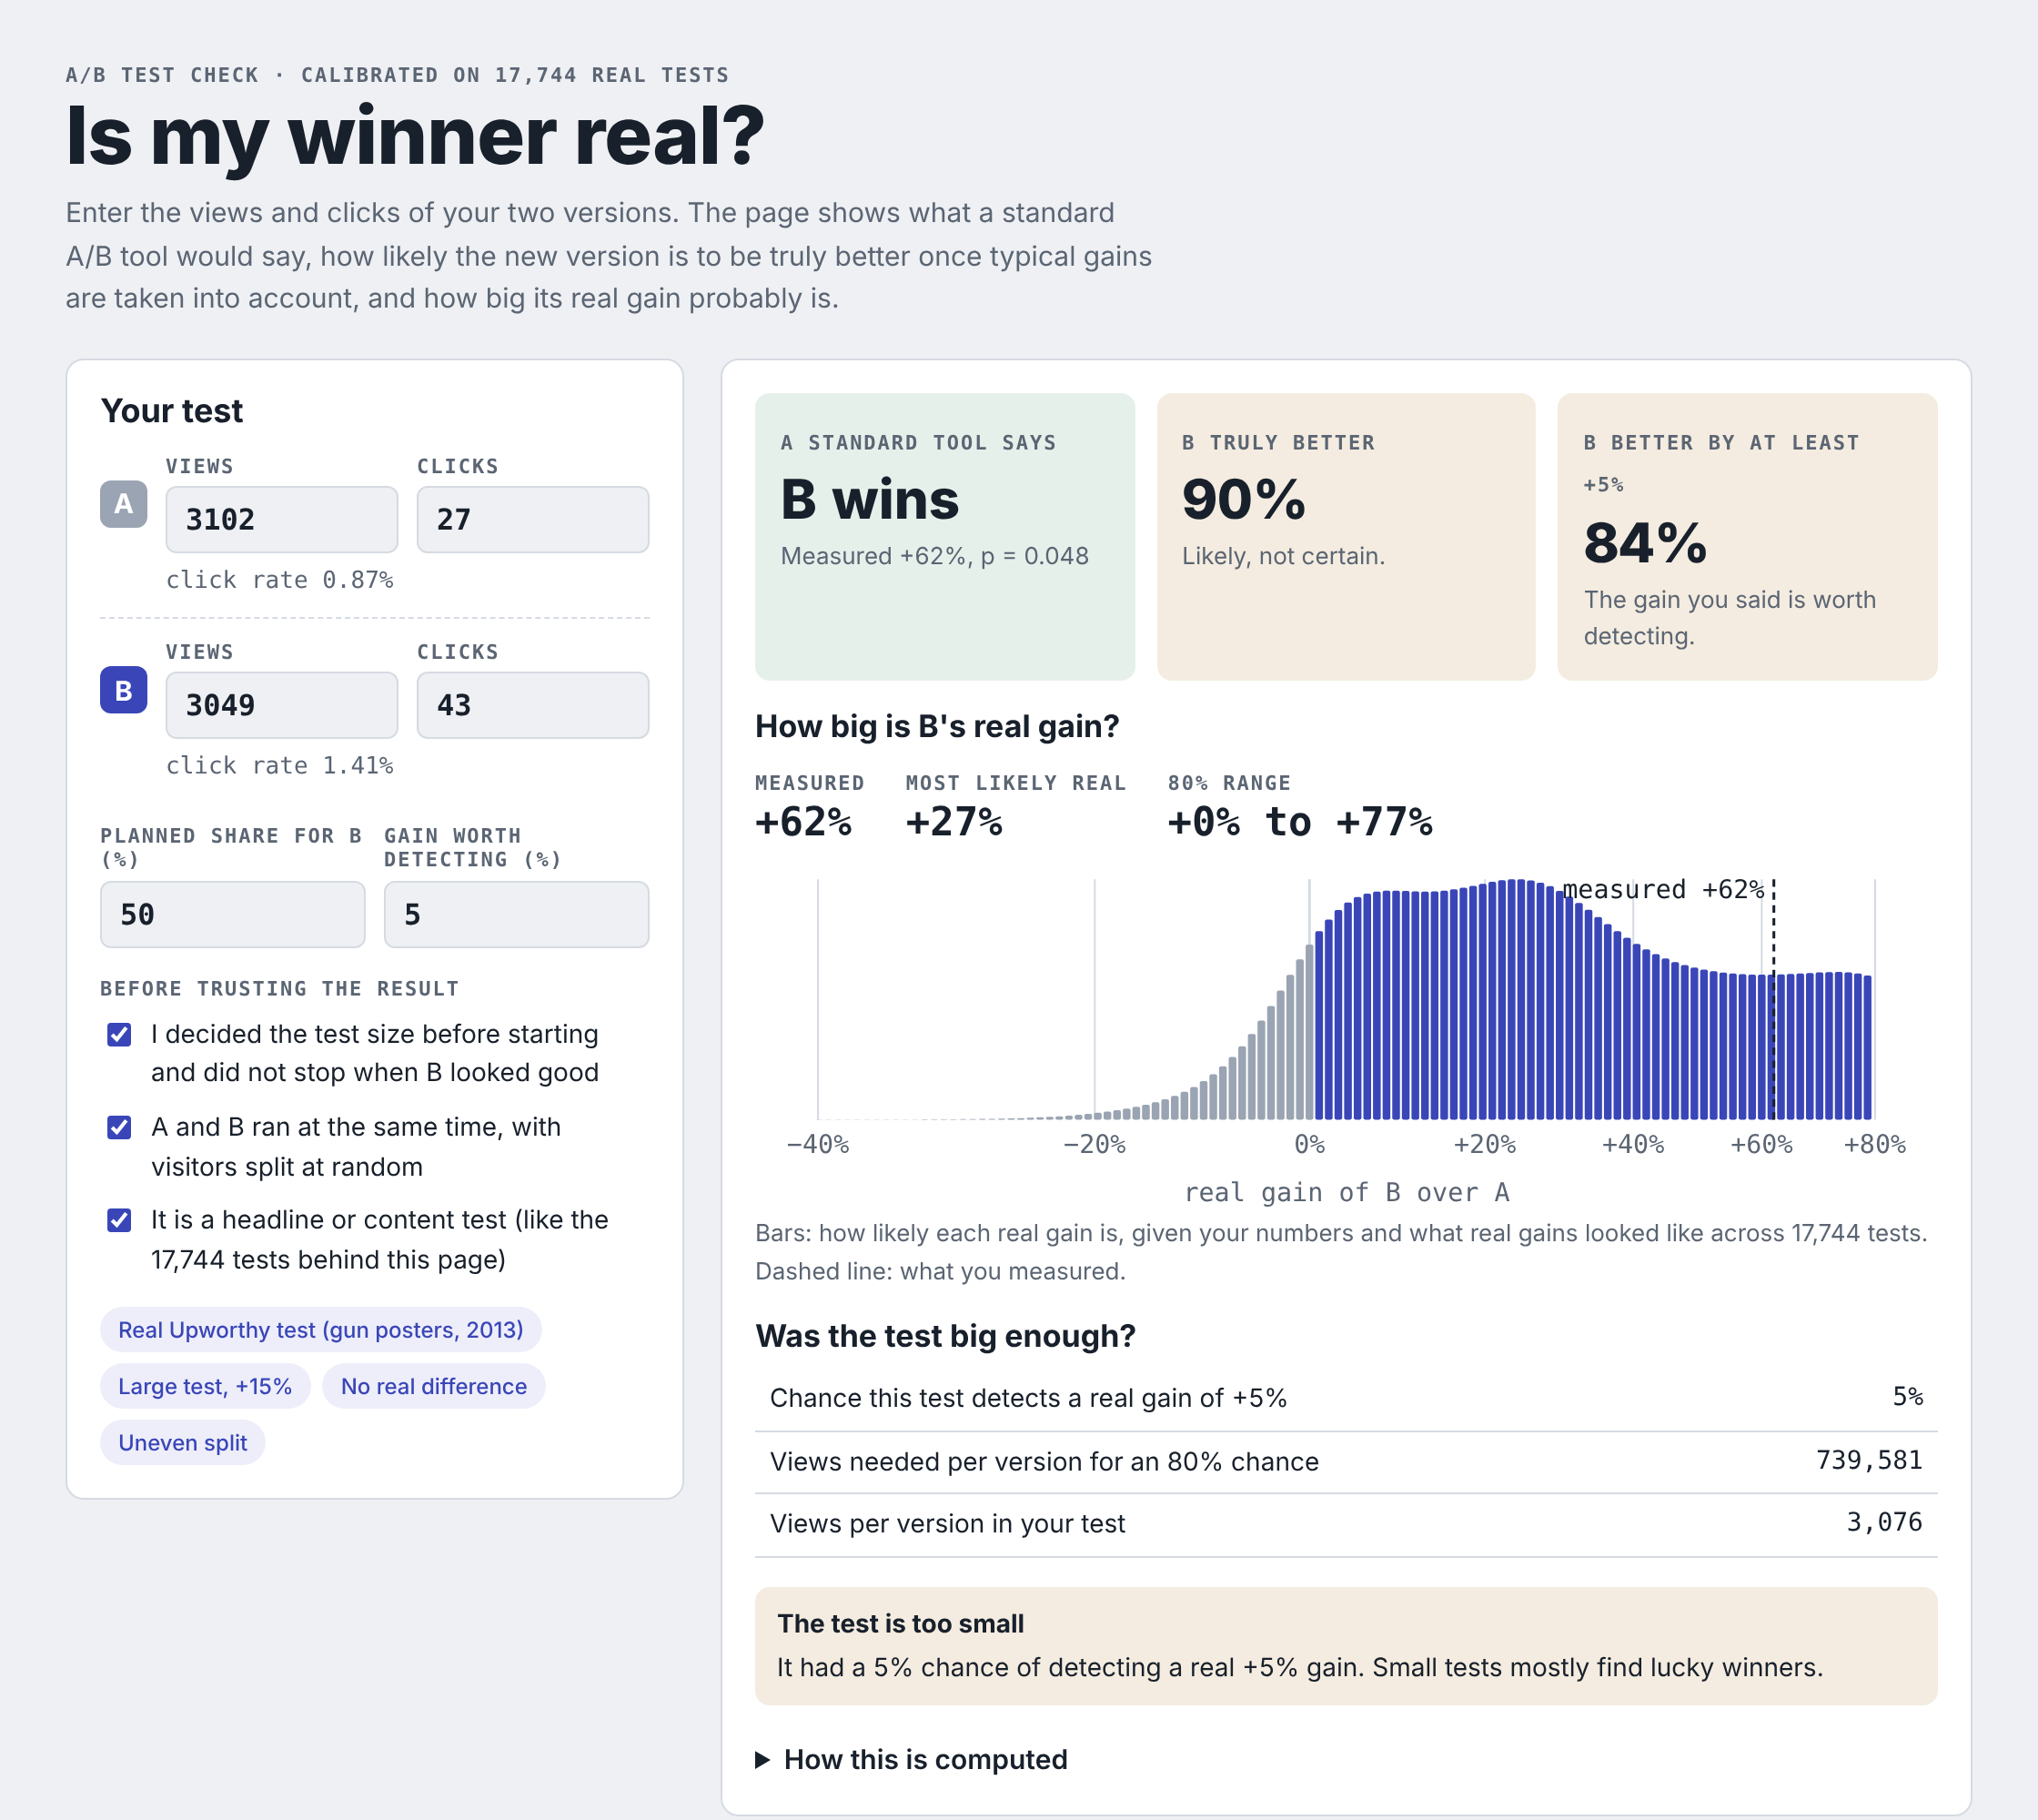 A/B TEST CHECK · CALIBRATED ON 17,744 REAL TESTS
Is my winner real?
Enter the views and clicks of your two versions. The page shows what a standard
A/B tool would say, how likely the new version is to be truly better once typical gains
are taken into account, and how big its real gain probably is.
Your test
VIEWS CLICKS
A 3102 27
click rate 0.87%
VIEWS CLICKS
B 3049 43
click rate 1.41%
PLANNED SHARE FOR B
(%)
GAIN WORTH
DETECTING (%)
50 5
BEFORE TRUSTING THE RESULT
I decided the test size before starting
and did not stop when B looked good
A and B ran at the same time, with
visitors split at random
It is a headline or content test (like the
17,744 tests behind this page)
Real Upworthy test (gun posters, 2013)
Large test, +15% No real difference
Uneven split
A STANDARD TOOL SAYS
B wins
Measured +62%, p = 0.048
B TRULY BETTER
90%
Likely, not certain.
B BETTER BY AT LEAST
+5%
84%
The gain you said is worth
detecting.
How big is B's real gain?
MEASURED MOST LIKELY REAL 80% RANGE
+62% +27% +0% to +77%
measured +62%
−40% −20% 0% +20% +40% +60% +80%
real gain of B over A
Bars: how likely each real gain is, given your numbers and what real gains looked like across 17,744 tests.
Dashed line: what you measured.
Was the test big enough?
Chance this test detects a real gain of +5% 5%
Views needed per version for an 80% chance 739,581
Views per version in your test 3,076
The test is too small
It had a 5% chance of detecting a real +5% gain. Small tests mostly find lucky winners.
▶ How this is computed